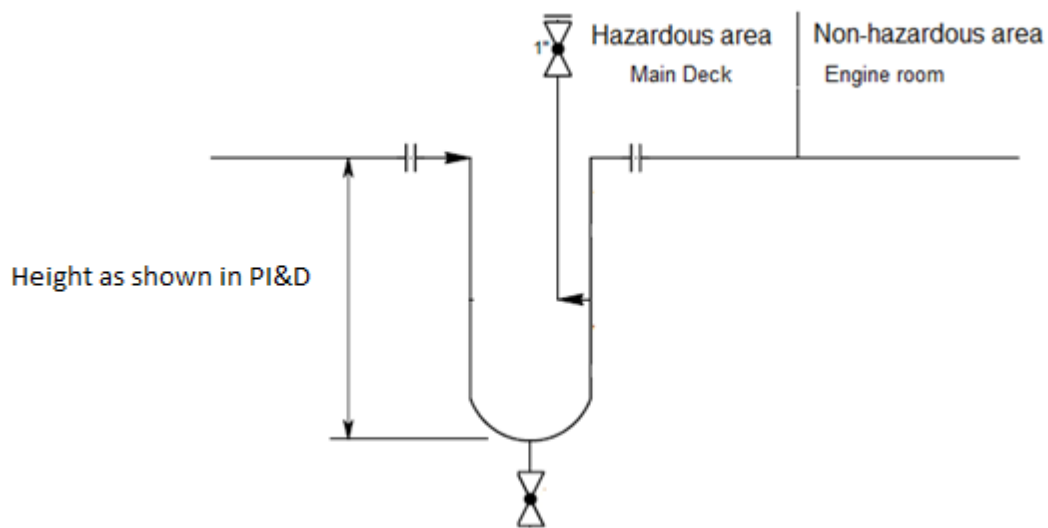 1"
Hazardous area
Main Deck
Non-hazardous area
Engine room
Height as shown in PI&D